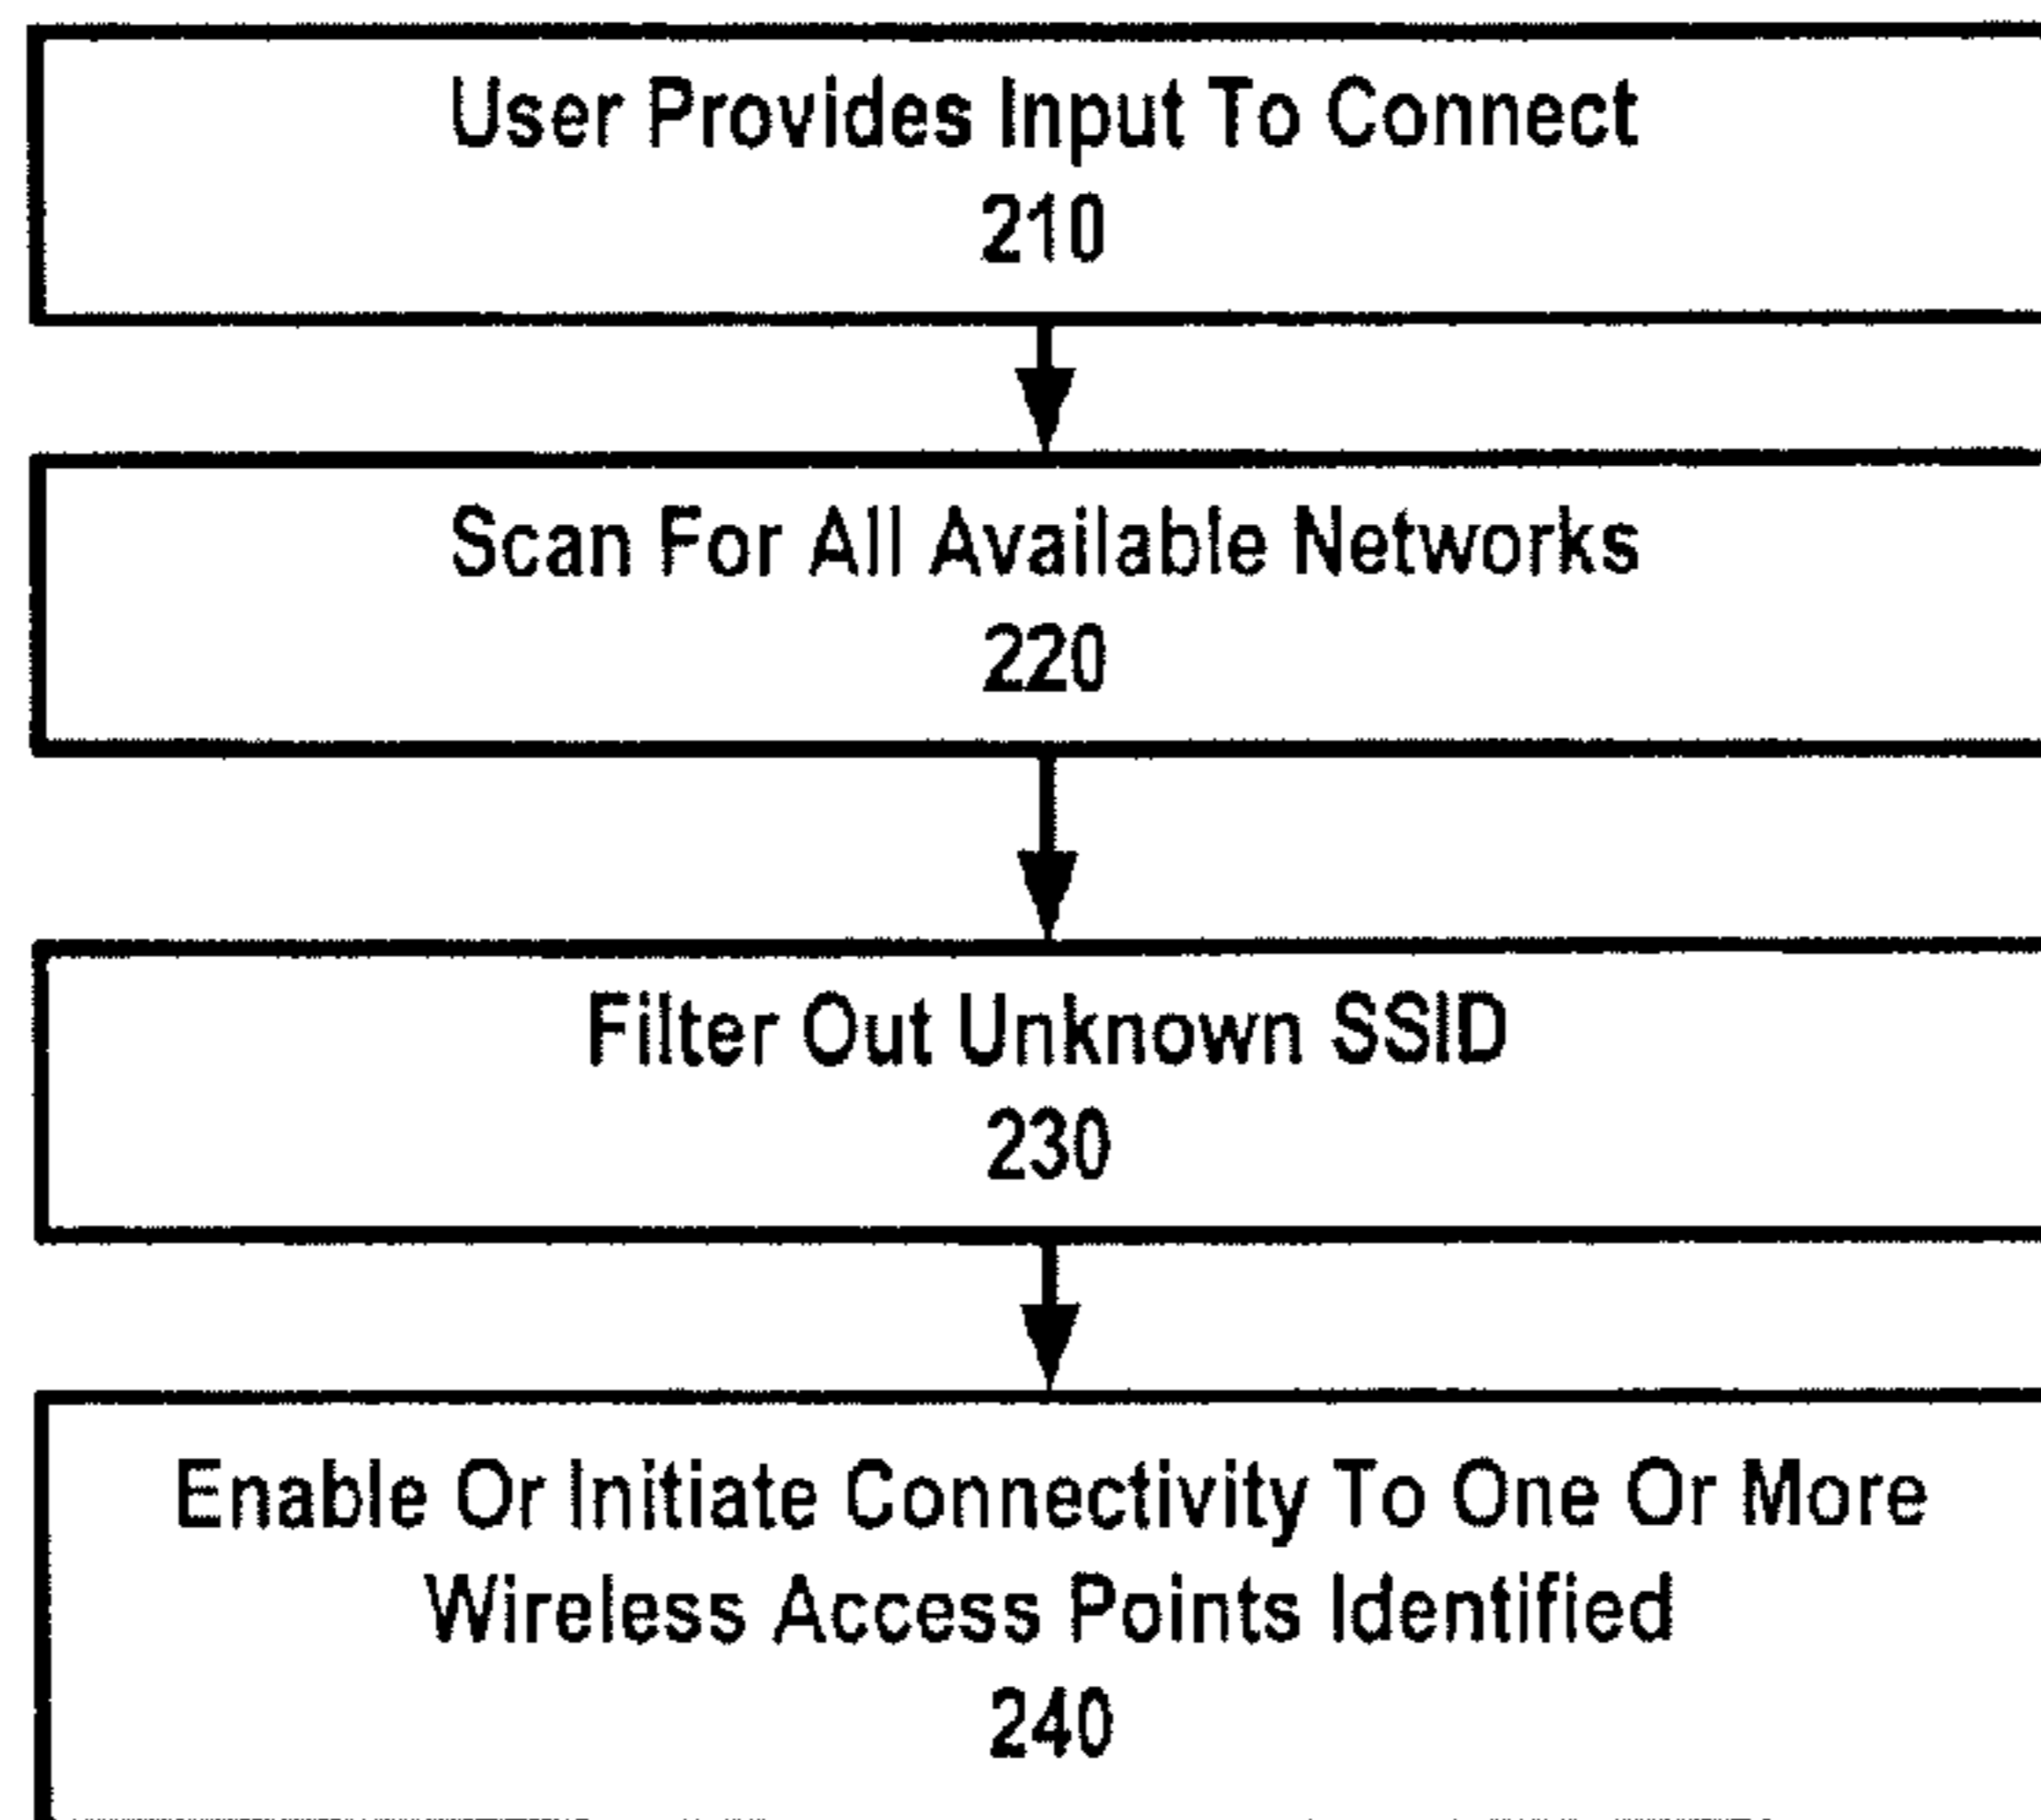 User Provides Input To Connect
210
Scan For All Available Networks
220
Filter Out Unknown SSID
230
Enable Or Initiate Connectivity To One Or More
Wireless Access Points Identified
240